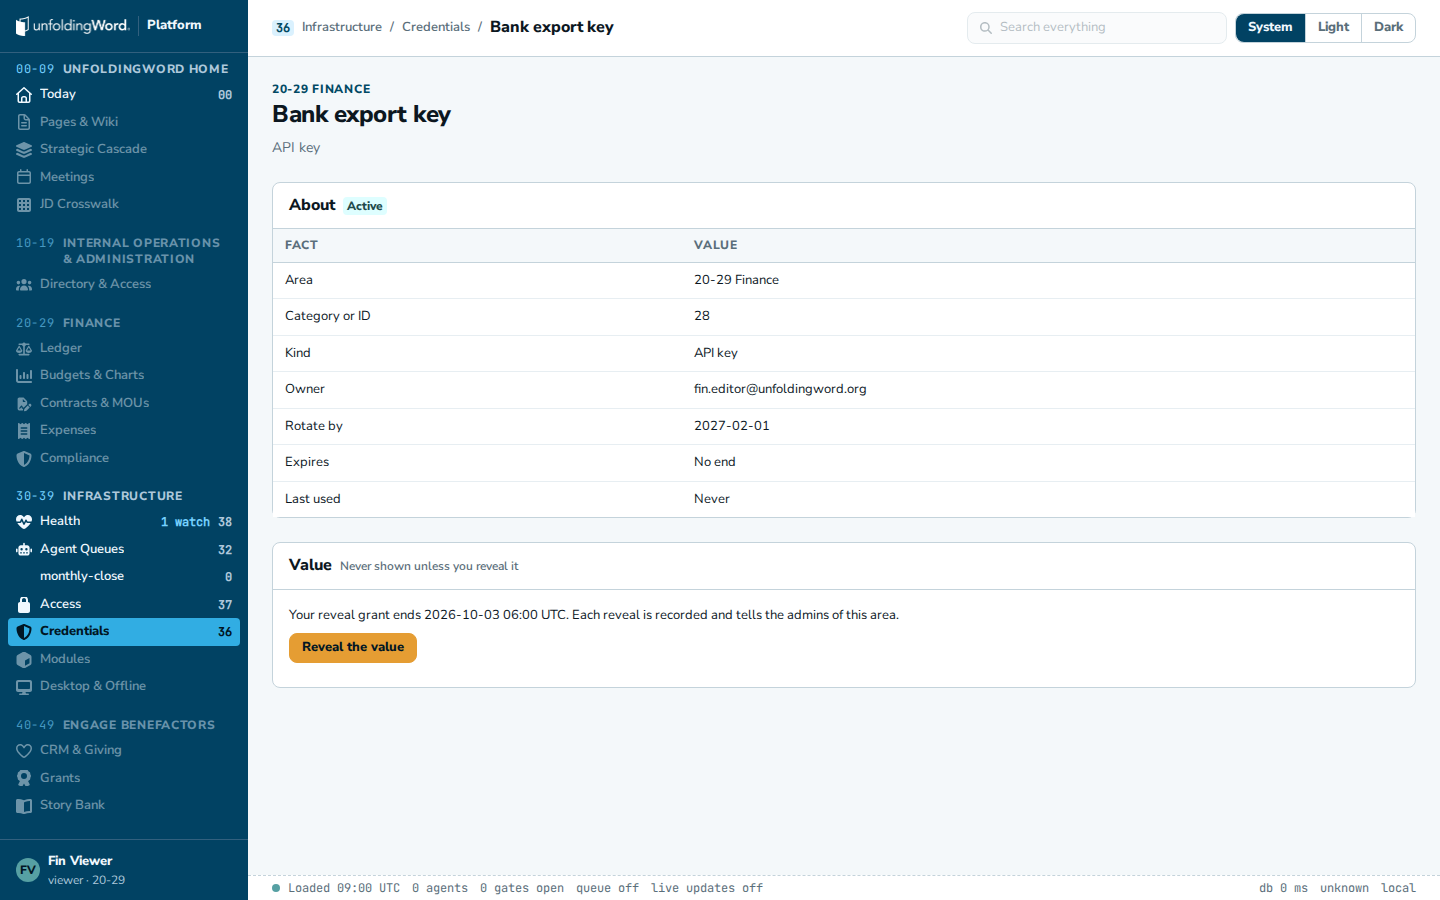 unfoldingWord. Platform
00-09 UNFOLDINGWORD HOME
Today 00
Pages & Wiki
Strategic Cascade
Meetings
JD Crosswalk
10-19 INTERNAL OPERATIONS
& ADMINISTRATION
Directory & Access
20-29 FINANCE
Ledger
Budgets & Charts
Contracts & MOUs
Expenses
Compliance
30-39 INFRASTRUCTURE
Health 1 watch 38
Agent Queues 32
monthly-close 0
Access 37
Credentials 36
Modules
Desktop & Offline
40-49 ENGAGE BENEFACTORS
CRM & Giving
Grants
Story Bank
FV Fin Viewer
viewer · 20-29
36 Infrastructure / Credentials / Bank export key
Search everything
System Light Dark
20-29 FINANCE
Bank export key
API key
About Active
FACT VALUE
Area 20-29 Finance
Category or ID 28
Kind API key
Owner fin.editor@unfoldingword.org
Rotate by 2027-02-01
Expires No end
Last used Never
Value Never shown unless you reveal it
Your reveal grant ends 2026-10-03 06:00 UTC. Each reveal is recorded and tells the admins of this area.
Reveal the value
Loaded 09:00 UTC 0 agents 0 gates open queue off live updates off
db 0 ms unknown local